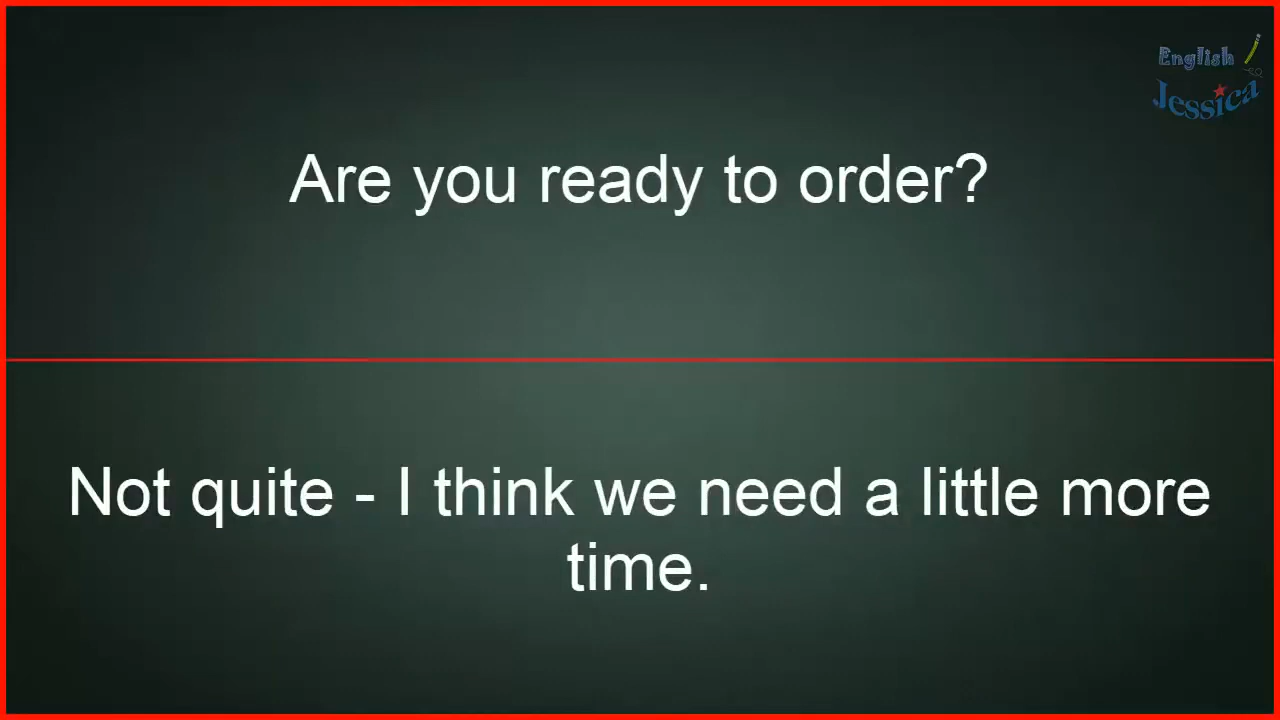 English
Jessica
Are you ready to order?
Not quite - I think we need a little more
time.